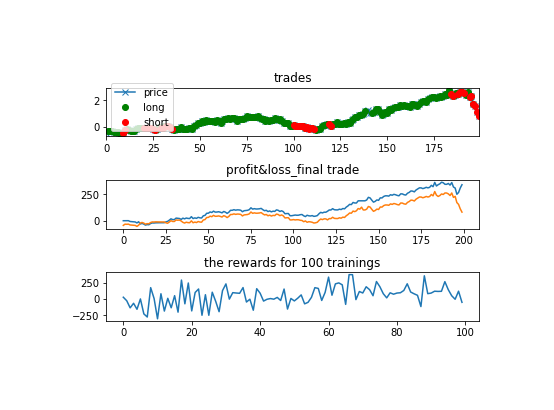 trades
price
long
short
2
0
0 25 50 75 100 125 150 175
profit&loss_final trade
250
0
0 25 50 75 100 125 150 175 200
the rewards for 100 trainings
250
0
−250
0 20 40 60 80 100